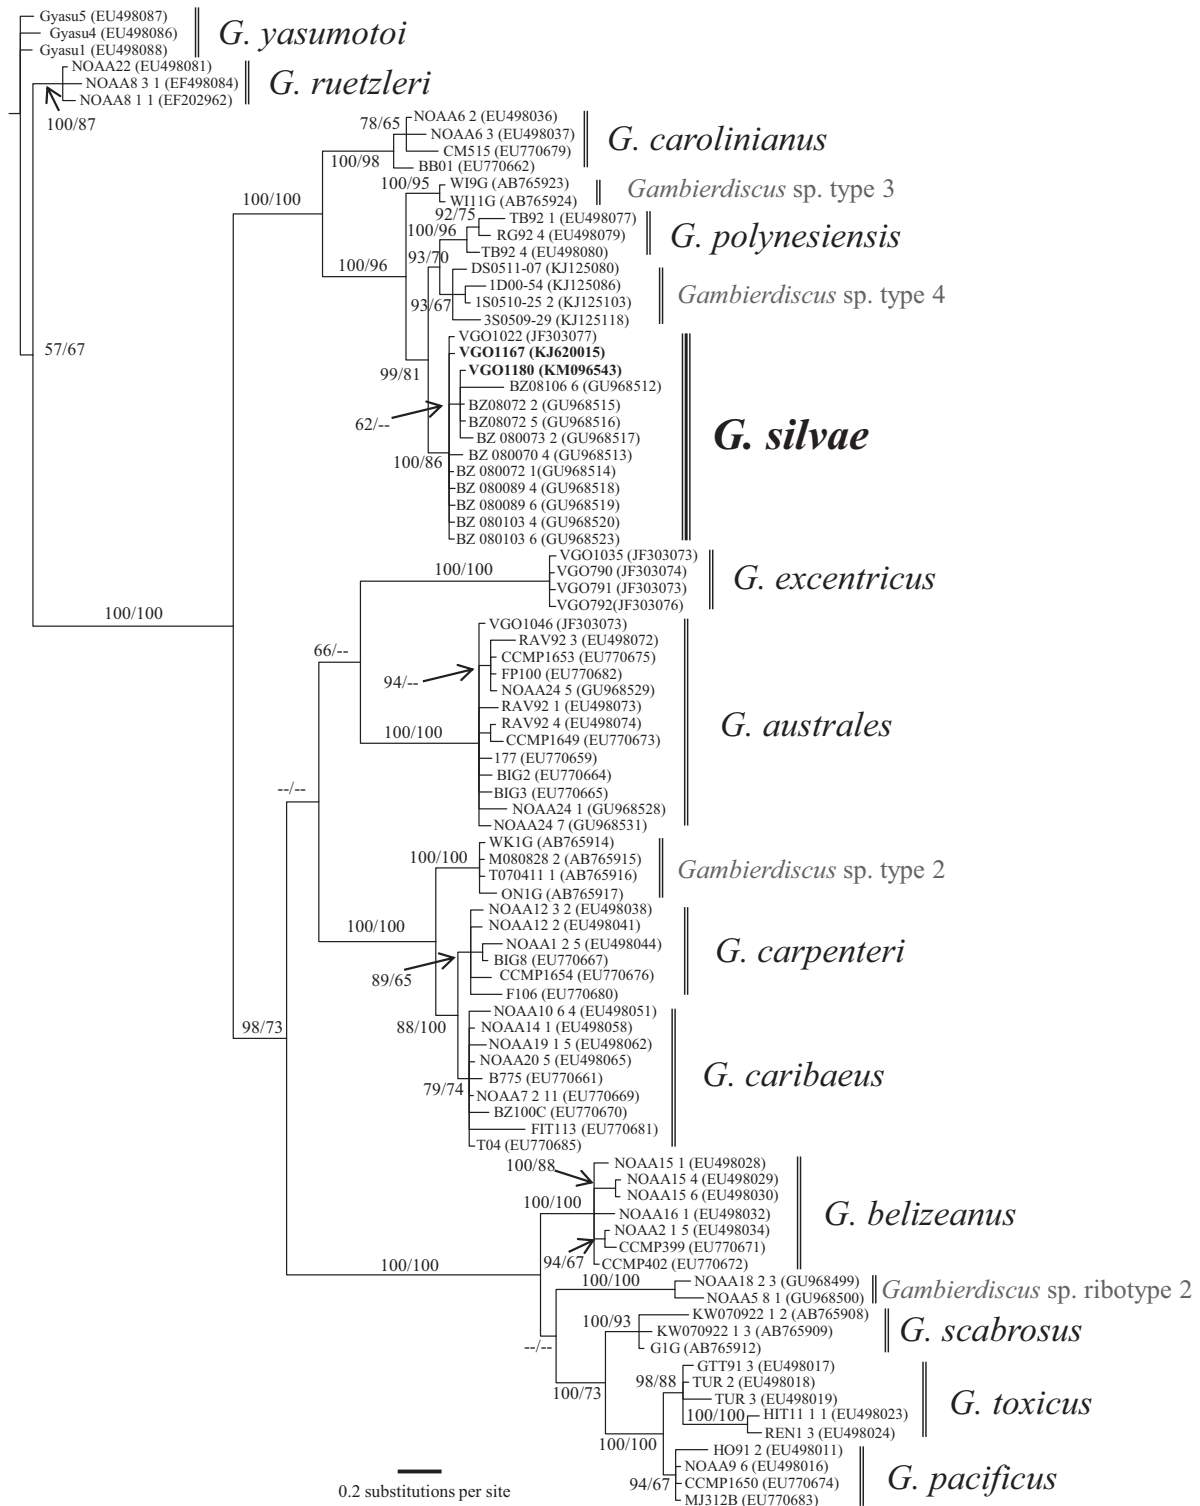 Gyasu5 (EU498087)
Gyasu4 (EU498086)
Gyasu1 (EU498088)
G. yasumotoi
NOAA22 (EU498081)
NOAA8 3 1 (EF498084)
NOAA8 1 1 (EF202962)
G. ruetzleri
100/87
NOAA6 2 (EU498036)
78/65
NOAA6 3 (EU498037)
CM515 (EU770679)
BB01 (EU770662)
G. carolinianus
100/98
100/95
WI9G (AB765923)
WI11G (AB765924)
Gambierdiscus sp. type 3
100/100
92/75
TB92 1 (EU498077)
100/96
RG92 4 (EU498079)
TB92 4 (EU498080)
G. polynesiensis
93/70
100/96
DS0511-07 (KJ125080)
1D00-54 (KJ125086)
1S0510-25 2 (KJ125103)
3S0509-29 (KJ125118)
Gambierdiscus sp. type 4
93/67
VGO1022 (JF303077)
VGO1167 (KJ620015)
VGO1180 (KM096543)
BZ08106 6 (GU968512)
BZ08072 2 (GU968515)
BZ08072 5 (GU968516)
BZ 080073 2 (GU968517)
BZ 080070 4 (GU968513)
BZ 080072 1(GU968514)
BZ 080089 4 (GU968518)
BZ 080089 6 (GU968519)
BZ 080103 4 (GU968520)
BZ 080103 6 (GU968523)
G. silvae
57/67
99/81
62/--
100/86
VGO1035 (JF303073)
VGO790 (JF303074)
VGO791 (JF303073)
VGO792(JF303076)
G. excentricus
100/100
100/100
VGO1046 (JF303073)
RAV92 3 (EU498072)
CCMP1653 (EU770675)
FP100 (EU770682)
NOAA24 5 (GU968529)
RAV92 1 (EU498073)
RAV92 4 (EU498074)
CCMP1649 (EU770673)
177 (EU770659)
BIG2 (EU770664)
BIG3 (EU770665)
NOAA24 1 (GU968528)
NOAA24 7 (GU968531)
G. australes
66/--
94/--
100/100
--/--
WK1G (AB765914)
M080828 2 (AB765915)
T070411 1 (AB765916)
ON1G (AB765917)
Gambierdiscus sp. type 2
100/100
100/100
NOAA12 3 2 (EU498038)
NOAA12 2 (EU498041)
NOAA1 2 5 (EU498044)
BIG8 (EU770667)
CCMP1654 (EU770676)
F106 (EU770680)
G. carpenteri
89/65
88/100
98/73
NOAA10 6 4 (EU498051)
NOAA14 1 (EU498058)
NOAA19 1 5 (EU498062)
NOAA20 5 (EU498065)
B775 (EU770661)
NOAA7 2 11 (EU770669)
BZ100C (EU770670)
FIT113 (EU770681)
T04 (EU770685)
G. caribaeus
79/74
100/88
NOAA15 1 (EU498028)
NOAA15 4 (EU498029)
NOAA15 6 (EU498030)
NOAA16 1 (EU498032)
NOAA2 1 5 (EU498034)
CCMP399 (EU770671)
CCMP402 (EU770672)
G. belizeanus
100/100
94/67
100/100
100/100
NOAA18 2 3 (GU968499)
NOAA5 8 1 (GU968500)
Gambierdiscus sp. ribotype 2
KW070922 1 2 (AB765908)
KW070922 1 3 (AB765909)
G1G (AB765912)
G. scabrosus
100/93
--/--
100/73
GTT91 3 (EU498017)
TUR 2 (EU498018)
TUR 3 (EU498019)
HIT11 1 1 (EU498023)
REN1 3 (EU498024)
G. toxicus
98/88
100/100
100/100
HO91 2 (EU498011)
NOAA9 6 (EU498016)
CCMP1650 (EU770674)
MJ312B (EU770683)
G. pacificus
94/67
0.2 substitutions per site